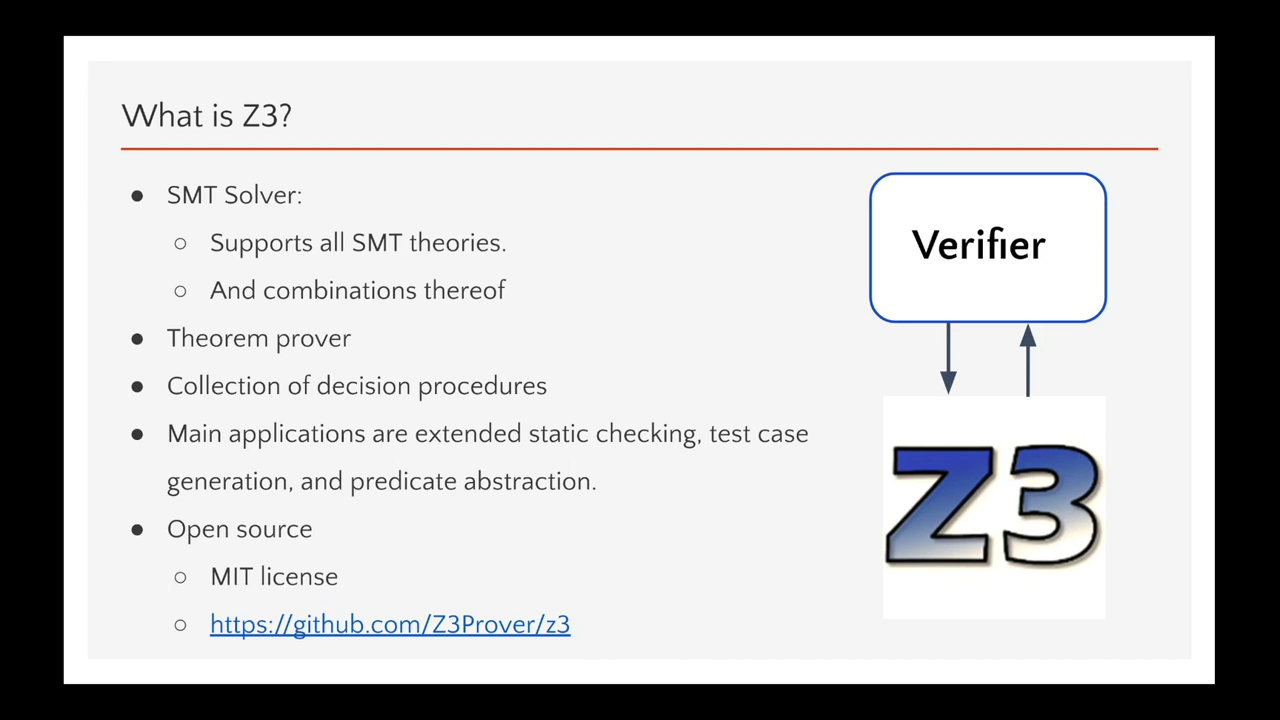 What is Z3?
● SMT Solver:
○ Supports all SMT theories.
○ And combinations thereof
● Theorem prover
● Collection of decision procedures
● Main applications are extended static checking, test case
generation, and predicate abstraction.
● Open source
○ MIT license
○ https://github.com/Z3Prover/z3
Verifier
Z3